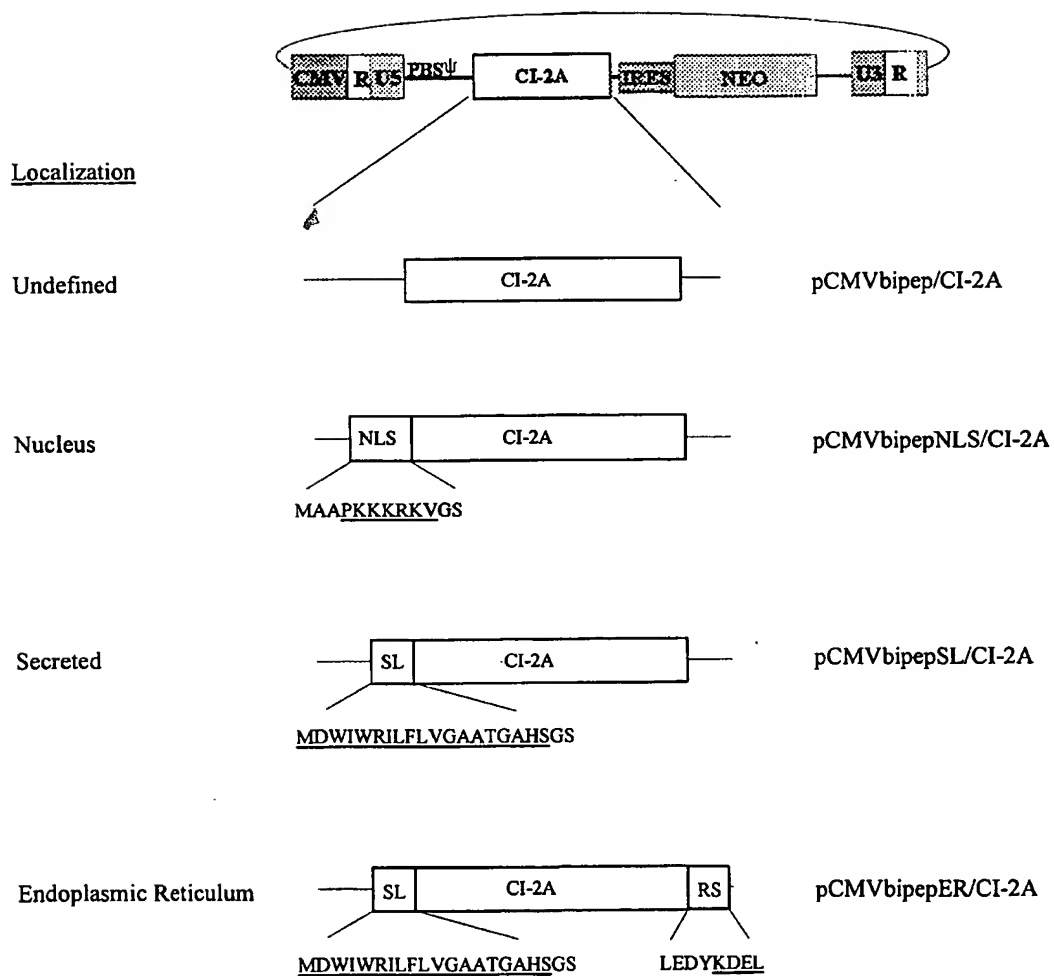 CMV R U5 PBS Ψ CI-2A IRES NEO U3 R
Localization
Undefined CI-2A pCMVbipep/CI-2A
Nucleus NLS CI-2A pCMVbipepNLS/CI-2A
MAAPKKKRKVGS
Secreted SL CI-2A pCMVbipepSL/CI-2A
MDWIWRILFLVGAATGAHSGS
Endoplasmic Reticulum SL CI-2A RS pCMVbipepER/CI-2A
MDWIWRILFLVGAATGAHSGS LEDYKDEL